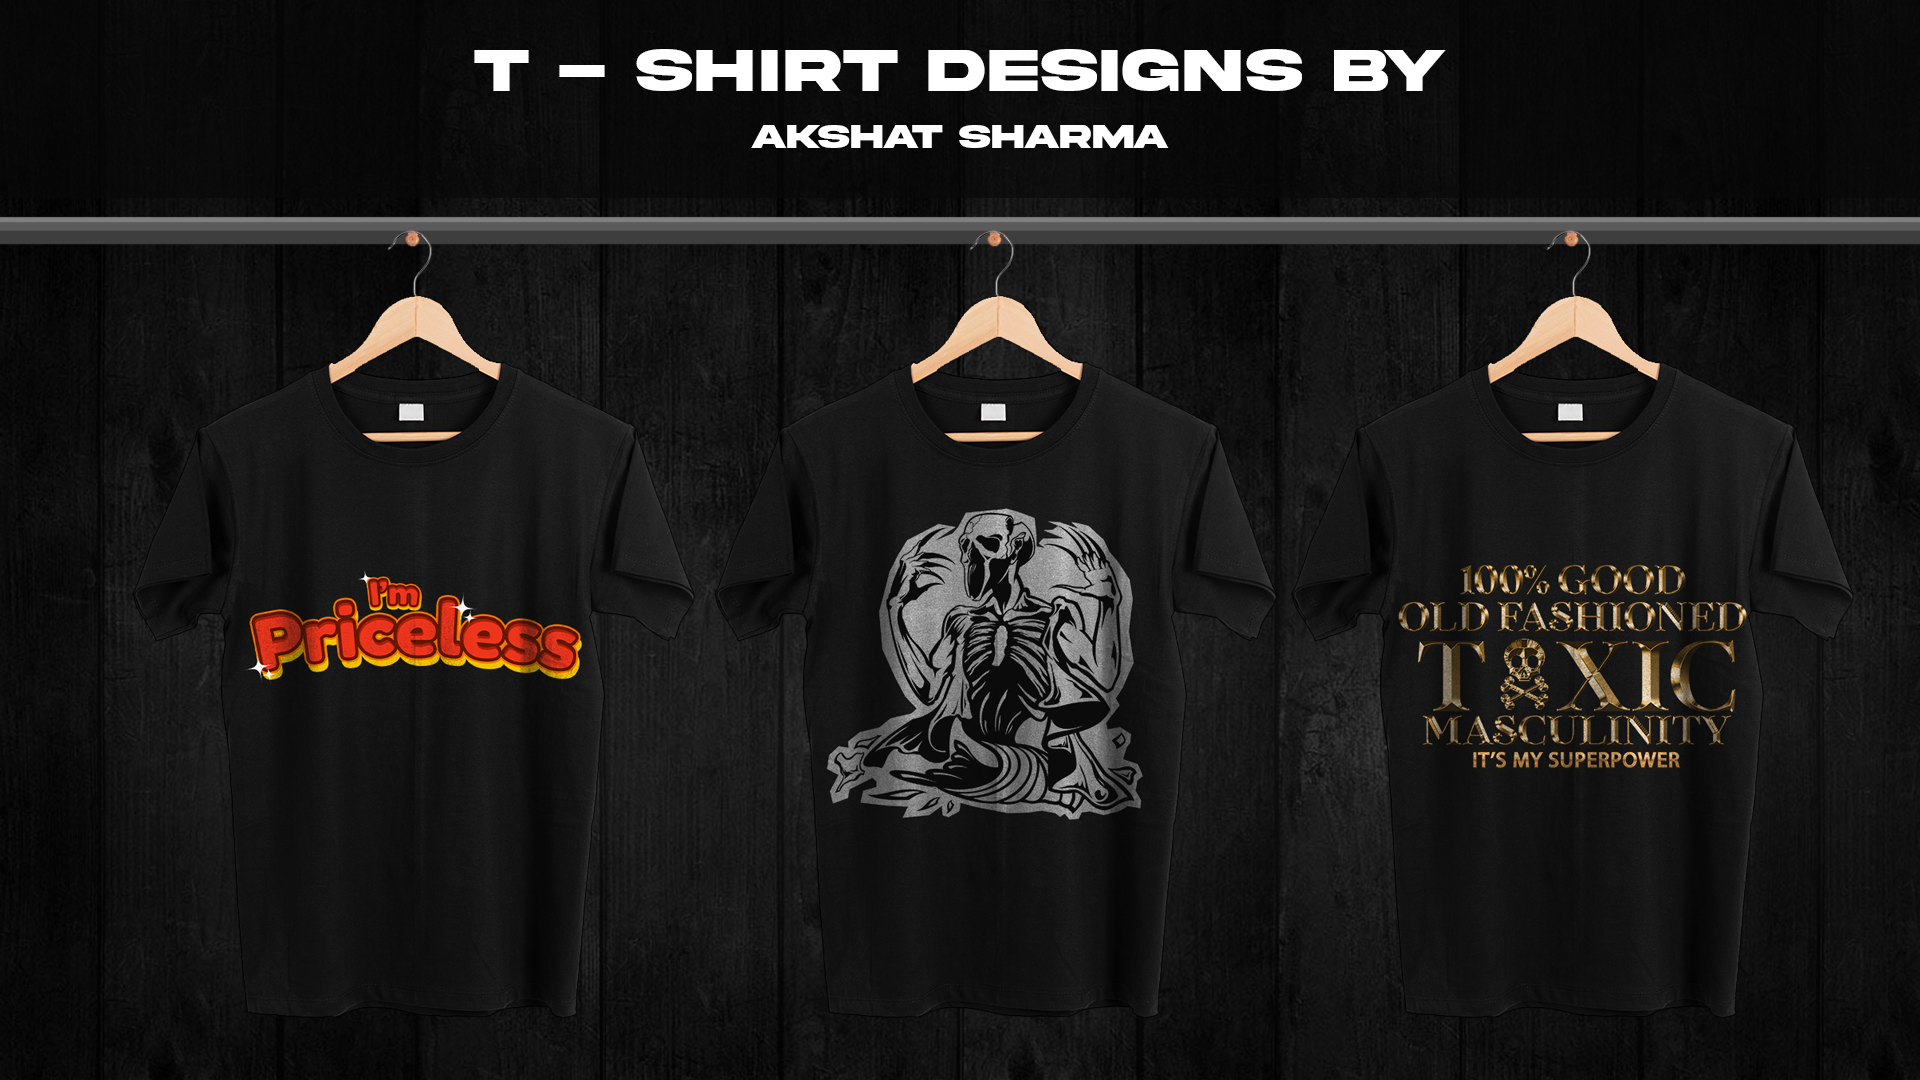 T - SHIRT DESIGNS BY
AKSHAT SHARMA
I'm
Priceless
100% GOOD
OLD FASHIONED
TOXIC
MASCULINITY
IT'S MY SUPERPOWER